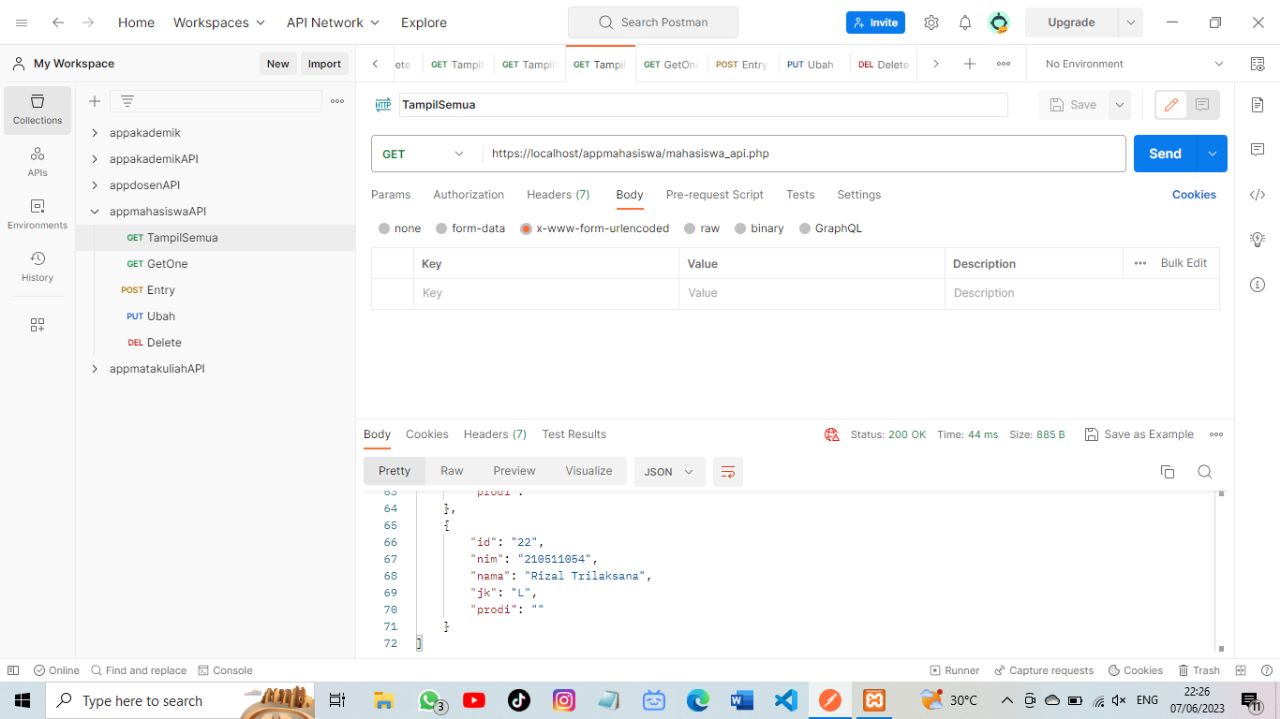 Home Workspaces API Network Explore Search Postman Invite Upgrade
My Workspace New Import
ete GET Tampil GET Tampil GET Tampil GET GetOn POST Entry PUT Ubah DEL Delete No Environment
Collections
APIs
Environments
History
appakademik
appakademikAPI
appdosenAPI
appmahasiswaAPI
GET TampilSemua
GET GetOne
POST Entry
PUT Ubah
DEL Delete
appmatakuliahAPI
HTTP TampilSemua Save
GET https://localhost/appmahasiswa/mahasiswa_api.php Send
Params Authorization Headers (7) Body Pre-request Script Tests Settings Cookies
none form-data x-www-form-urlencoded raw binary GraphQL
Key Value Description Bulk Edit
Key Value Description
Body Cookies Headers (7) Test Results Status: 200 OK Time: 44 ms Size: 885 B Save as Example
Pretty Raw Preview Visualize JSON
63 "prodi":
64 },
65 {
66 "id": "22",
67 "nim": "210511054",
68 "nama": "Rizal Trilaksana",
69 "jk": "L",
70 "prodi": ""
71 }
72 ]
Online Find and replace Console Runner Capture requests Cookies Trash
Type here to search 3 30°C ENG 22:26
07/06/2023 11